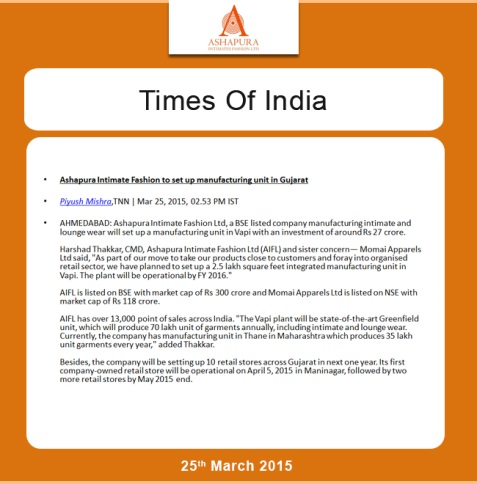 ASHAPURA
INTIMATES FASHION LTD
Times Of India
• Ashapura Intimate Fashion to set up manufacturing unit in Gujarat
• Piyush Mishra,TNN | Mar 25, 2015, 02.53 PM IST
• AHMEDABAD: Ashapura Intimate Fashion Ltd, a BSE listed company manufacturing intimate and
lounge wear will set up a manufacturing unit in Vapi with an investment of around Rs 27 crore.
Harshad Thakkar, CMD, Ashapura Intimate Fashion Ltd (AIFL) and sister concern— Momai Apparels
Ltd said, "As part of our move to take our products close to customers and foray into organised
retail sector, we have planned to set up a 2.5 lakh square feet integrated manufacturing unit in
Vapi. The plant will be operational by FY 2016."
AIFL is listed on BSE with market cap of Rs 300 crore and Momai Apparels Ltd is listed on NSE with
market cap of Rs 118 crore.
AIFL has over 13,000 point of sales across India. "The Vapi plant will be state-of-the-art Greenfield
unit, which will produce 70 lakh unit of garments annually, including intimate and lounge wear.
Currently, the company has manufacturing unit in Thane in Maharashtra which produces 35 lakh
unit garments every year," added Thakkar.
Besides, the company will be setting up 10 retail stores across Gujarat in next one year. Its first
company-owned retail store will be operational on April 5, 2015 in Maninagar, followed by two
more retail stores by May 2015 end.
25th March 2015